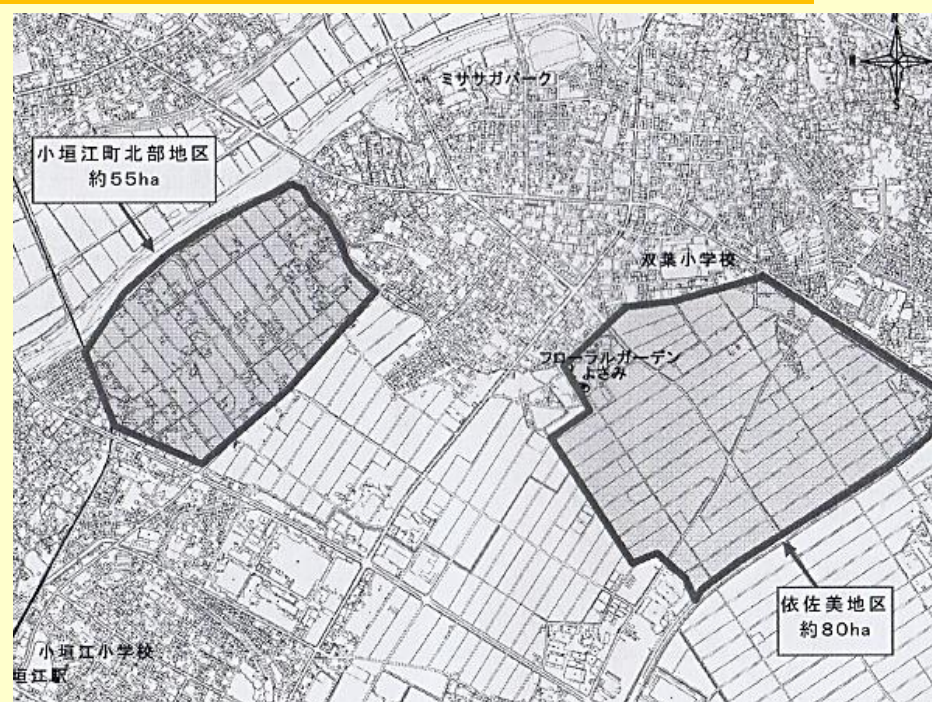 ミササガパーク
小垣江町北部地区
約55ha
双葉小学校
フローラルガーデン
よさみ
依佐美地区
約80ha
小垣江小学校
垣江駅
S